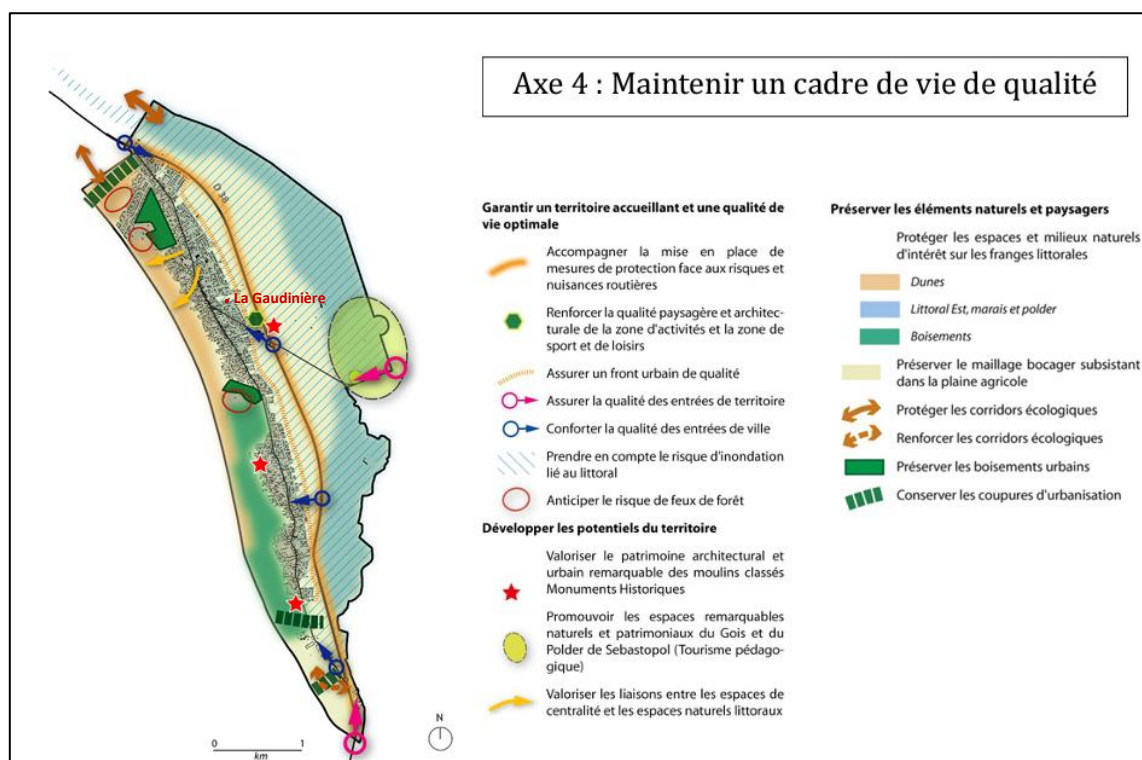 Axe 4 : Maintenir un cadre de vie de qualité
D 38
La Gaudinière
N
0 1
km
Garantir un territoire accueillant et une qualité de
vie optimale
Accompagner la mise en place de
mesures de protection face aux risques et
nuisances routières
Renforcer la qualité paysagère et architec-
turale de la zone d'activités et la zone de
sport et de loisirs
Assurer un front urbain de qualité
Assurer la qualité des entrées de territoire
Conforter la qualité des entrées de ville
Prendre en compte le risque d'inondation
lié au littoral
Anticiper le risque de feux de forêt
Développer les potentiels du territoire
Valoriser le patrimoine architectural et
urbain remarquable des moulins classés
Monuments Historiques
Promouvoir les espaces remarquables
naturels et patrimoniaux du Gois et du
Polder de Sebastopol (Tourisme pédago-
gique)
Valoriser les liaisons entre les espaces de
centralité et les espaces naturels littoraux
Préserver les éléments naturels et paysagers
Protéger les espaces et milieux naturels
d'intérêt sur les franges littorales
Dunes
Littoral Est, marais et polder
Boisements
Préserver le maillage bocager subsistant
dans la plaine agricole
Protéger les corridors écologiques
Renforcer les corridors écologiques
Préserver les boisements urbains
Conserver les coupures d'urbanisation